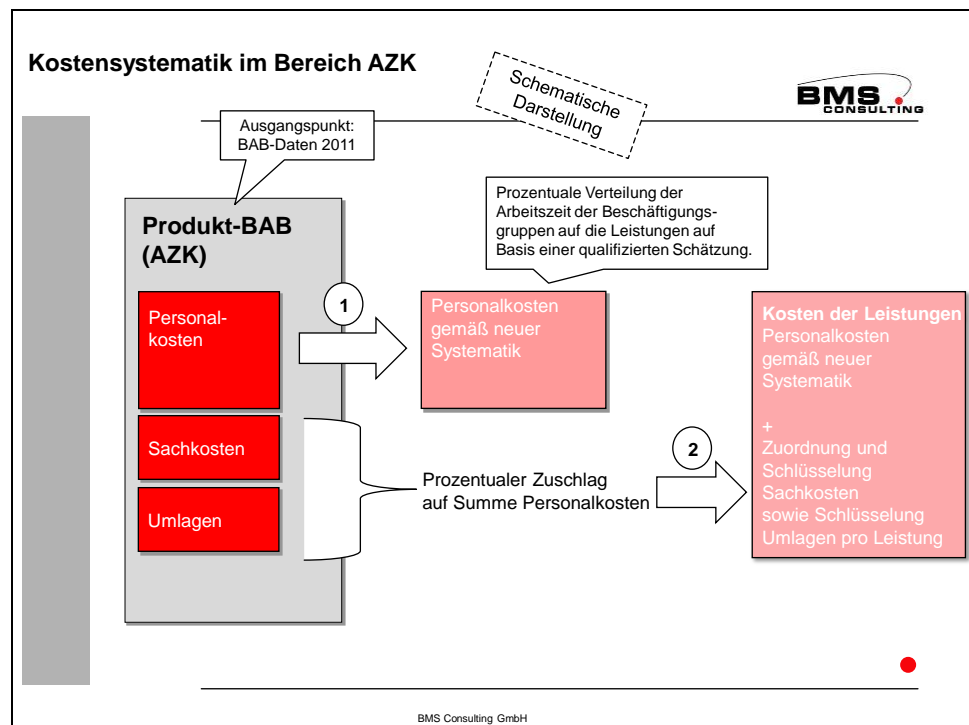 Kostensystematik im Bereich AZK
Schematische
Darstellung
BMS
CONSULTING
Ausgangspunkt:
BAB-Daten 2011
Prozentuale Verteilung der
Arbeitszeit der Beschäftigungs-
gruppen auf die Leistungen auf
Basis einer qualifizierten Schätzung.
Produkt-BAB
(AZK)
Personal-
kosten
1
Personalkosten
gemäß neuer
Systematik
Kosten der Leistungen
Personalkosten
gemäß neuer
Systematik
+
Zuordnung und
Schlüsselung
Sachkosten
sowie Schlüsselung
Umlagen pro Leistung
Sachkosten
Umlagen
Prozentualer Zuschlag
auf Summe Personalkosten
2
BMS Consulting GmbH